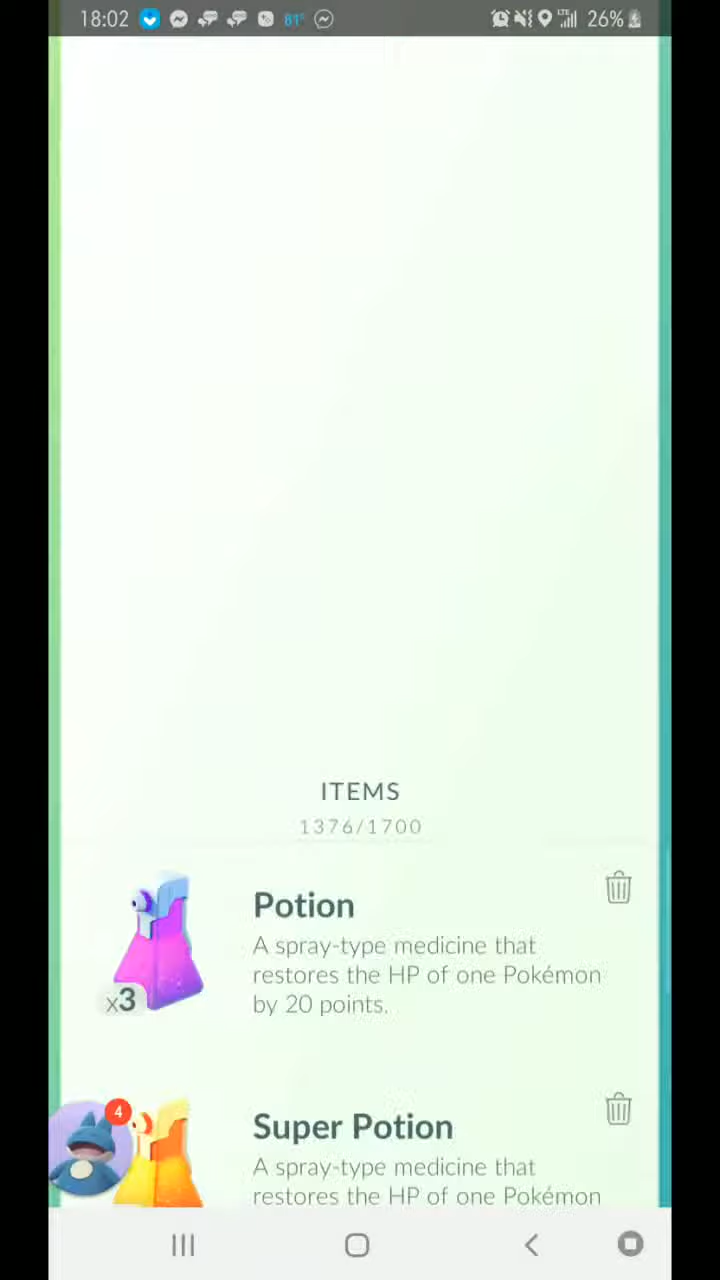 18:02 81° LTE 26%
ITEMS
1376/1700
Potion
A spray-type medicine that
restores the HP of one Pokémon
by 20 points.
x3
4
Super Potion
A spray-type medicine that
restores the HP of one Pokémon